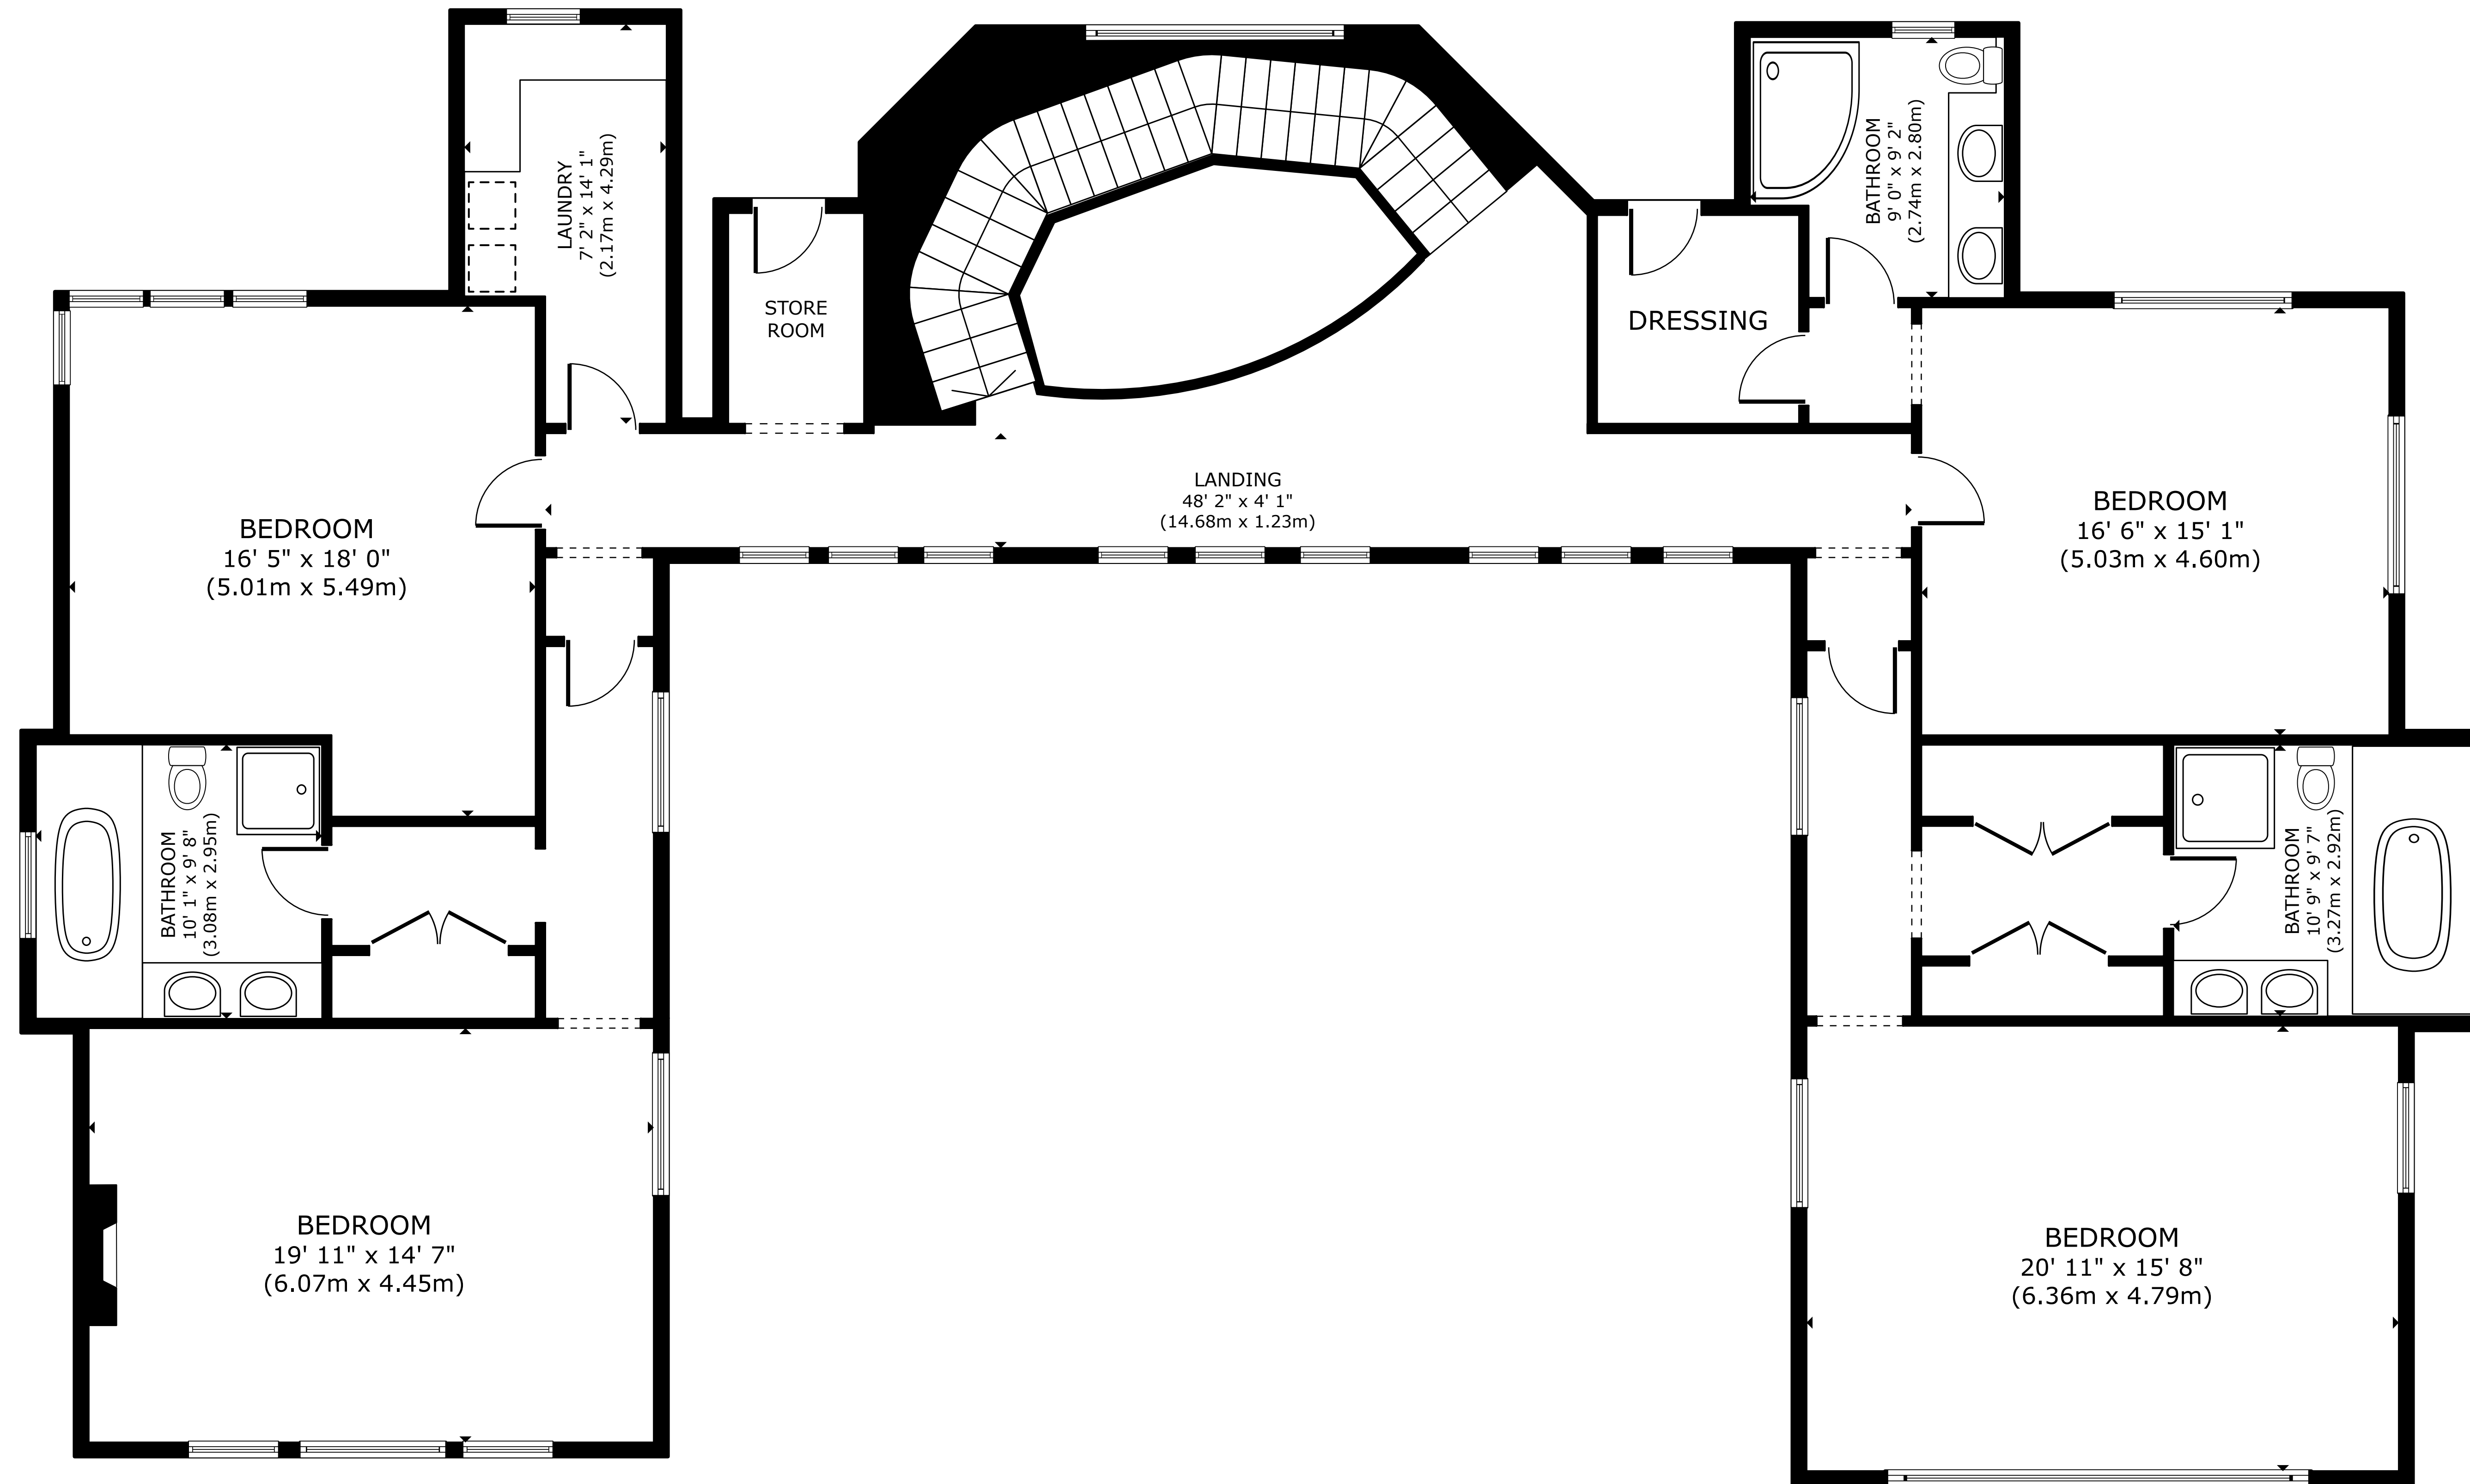 LAUNDRY
7' 2" x 14' 1"
(2.17m x 4.29m)
BATHROOM
9' 0" x 9' 2"
(2.74m x 2.80m)
STORE
ROOM
DRESSING
LANDING
48' 2" x 4' 1"
(14.68m x 1.23m)
BEDROOM
16' 5" x 18' 0"
(5.01m x 5.49m)
BEDROOM
16' 6" x 15' 1"
(5.03m x 4.60m)
BATHROOM
10' 1" x 9' 8"
(3.08m x 2.95m)
BATHROOM
10' 9" x 9' 7"
(3.27m x 2.92m)
BEDROOM
19' 11" x 14' 7"
(6.07m x 4.45m)
BEDROOM
20' 11" x 15' 8"
(6.36m x 4.79m)